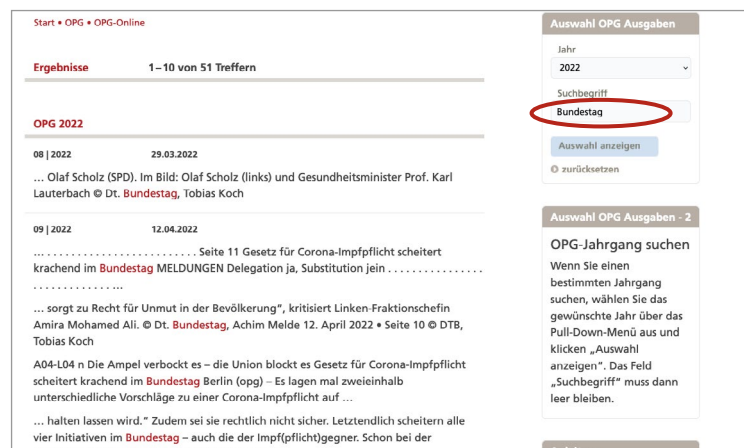 Start • OPG • OPG-Online
Ergebnisse 1–10 von 51 Treffern
OPG 2022
08 | 2022 29.03.2022
… Olaf Scholz (SPD). Im Bild: Olaf Scholz (links) und Gesundheitsminister Prof. Karl
Lauterbach © Dt. Bundestag, Tobias Koch
09 | 2022 12.04.2022
… . . . . . . . . . . . . . . . . . . . . . . . . . Seite 11 Gesetz für Corona-Impfpflicht scheitert
krachend im Bundestag MELDUNGEN Delegation ja, Substitution jein . . . . . . . . . . . . . . . .
. . . . . . . . . . . . . …
… sorgt zu Recht für Unmut in der Bevölkerung“, kritisiert Linken-Fraktionschefin
Amira Mohamed Ali. © Dt. Bundestag, Achim Melde 12. April 2022 • Seite 10 © DTB,
Tobias Koch
A04-L04 n Die Ampel verbockt es – die Union blockt es Gesetz für Corona-Impfpflicht
scheitert krachend im Bundestag Berlin (opg) – Es lagen mal zweieinhalb
unterschiedliche Vorschläge zu einer Corona-Impfpflicht auf …
… halten lassen wird.“ Zudem sei sie rechtlich nicht sicher. Letztendlich scheitern alle
vier Initiativen im Bundestag – auch die der Impf(pflicht)gegner. Schon bei der
Auswahl OPG Ausgaben
Jahr
2022
Suchbegriff
Bundestag
Auswahl anzeigen
zurücksetzen
Auswahl OPG Ausgaben - 2
OPG-Jahrgang suchen
Wenn Sie einen
bestimmten Jahrgang
suchen, wählen Sie das
gewünschte Jahr über das
Pull-Down-Menü aus und
klicken „Auswahl
anzeigen“. Das Feld
„Suchbegriff“ muss dann
leer bleiben.